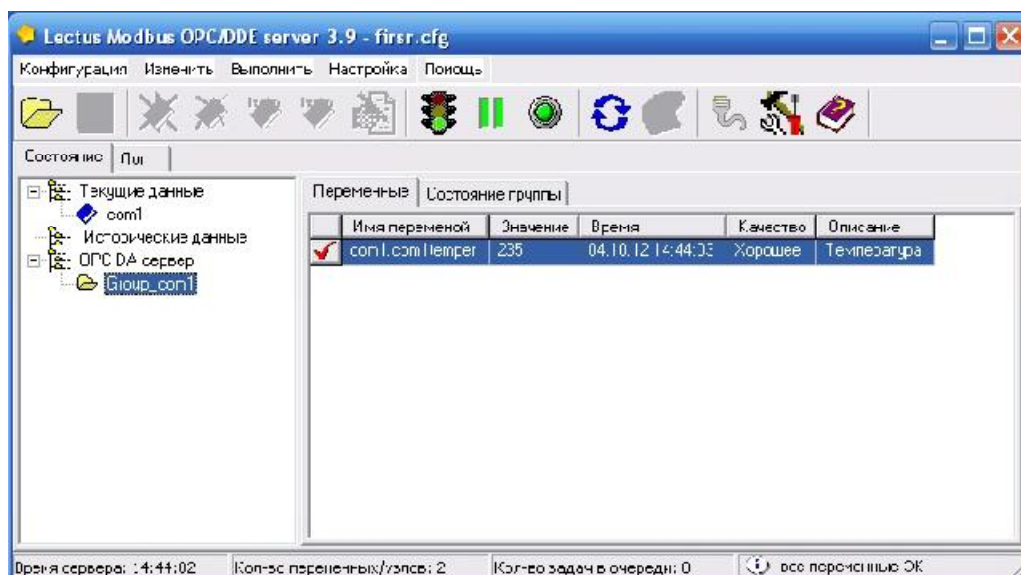 Lectus Modbus OPC/DDE server 3.9 - firsr.cfg
Конфигурация Изменить Выполнить Настройка Помощь
Состояние Лог
Текущие данные
com1
Исторические данные
OPC DA сервер
Group_com1
Переменные Состояние группы
Имя переменой Значение Время Качество Описание
com1.com1temper 235 04.10.12 14:44:03 Хорошее Температура
Время сервера: 14:44:02 Кол-во переменных/узлов: 2 Кол-во задач в очереди: 0 все переменные ОК